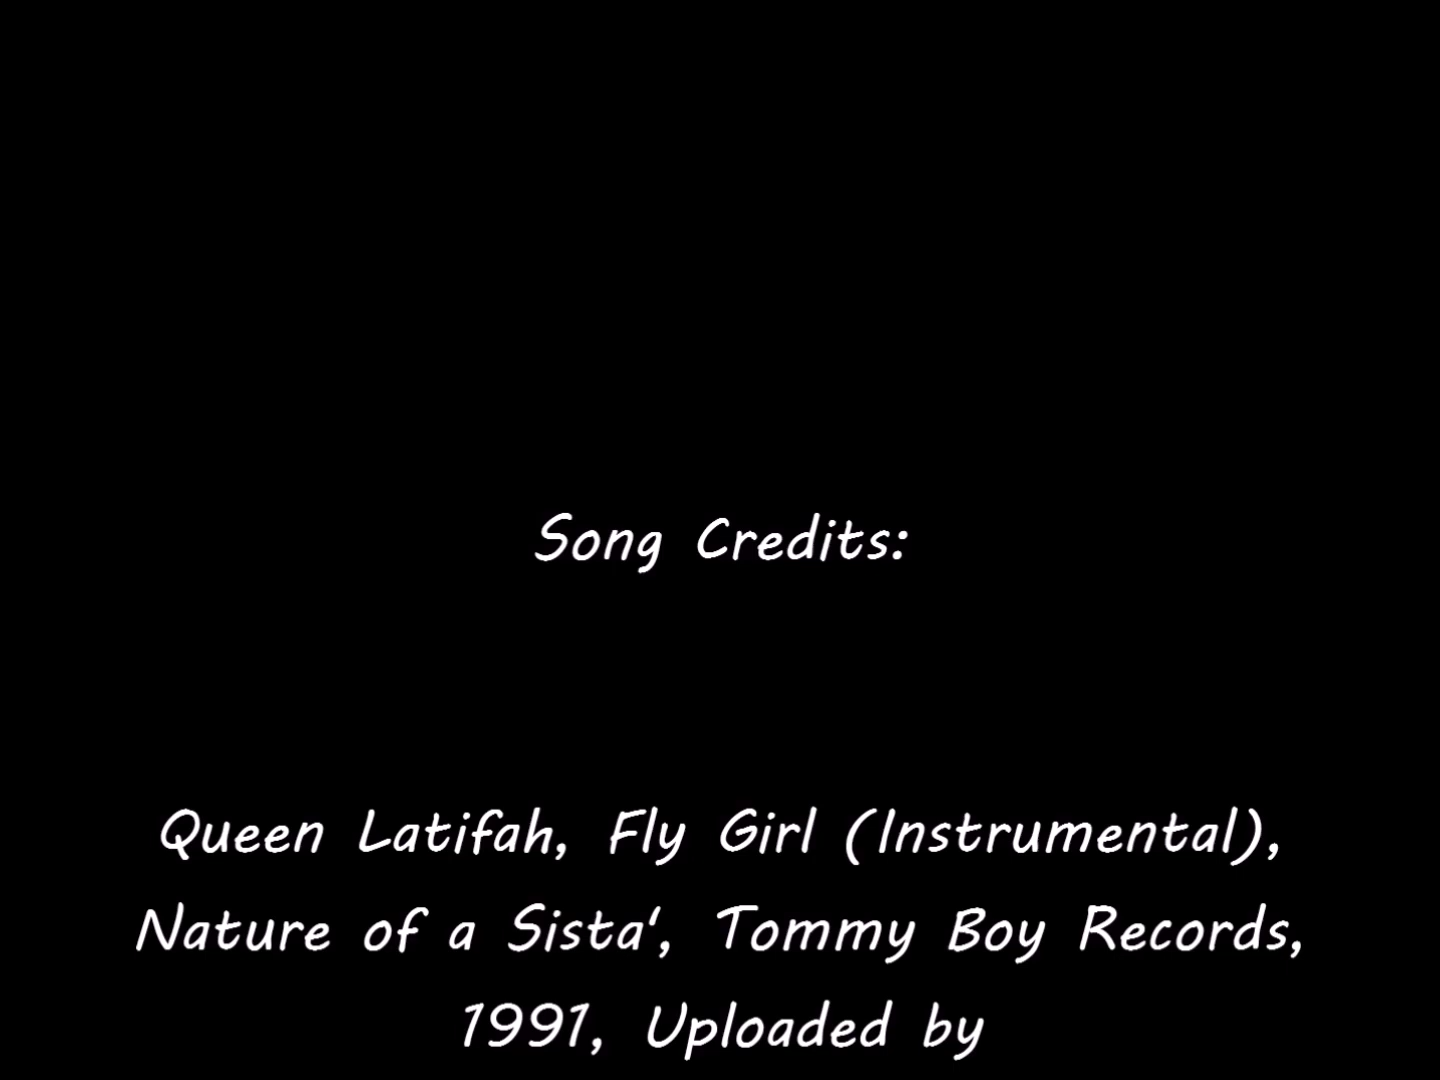 Song Credits:
Queen Latifah, Fly Girl (Instrumental),
Nature of a Sista', Tommy Boy Records,
1991, Uploaded by